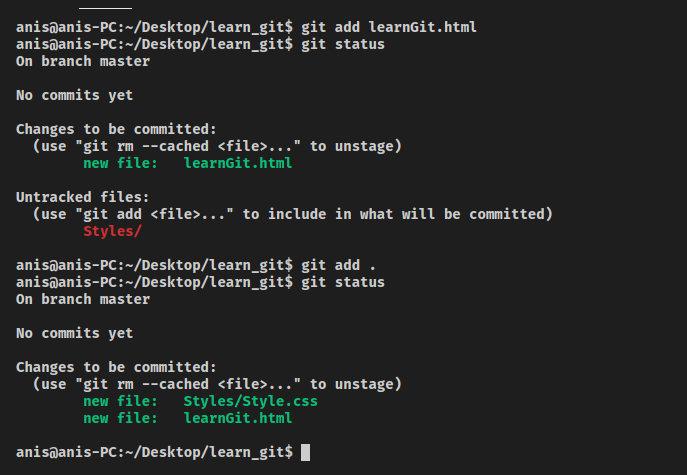 anis@anis-PC:~/Desktop/learn_git$ git add learnGit.html
anis@anis-PC:~/Desktop/learn_git$ git status
On branch master
No commits yet
Changes to be committed:
  (use "git rm --cached <file>..." to unstage)
        new file:   learnGit.html
Untracked files:
  (use "git add <file>..." to include in what will be committed)
        Styles/
anis@anis-PC:~/Desktop/learn_git$ git add .
anis@anis-PC:~/Desktop/learn_git$ git status
On branch master
No commits yet
Changes to be committed:
  (use "git rm --cached <file>..." to unstage)
        new file:   Styles/Style.css
        new file:   learnGit.html
anis@anis-PC:~/Desktop/learn_git$